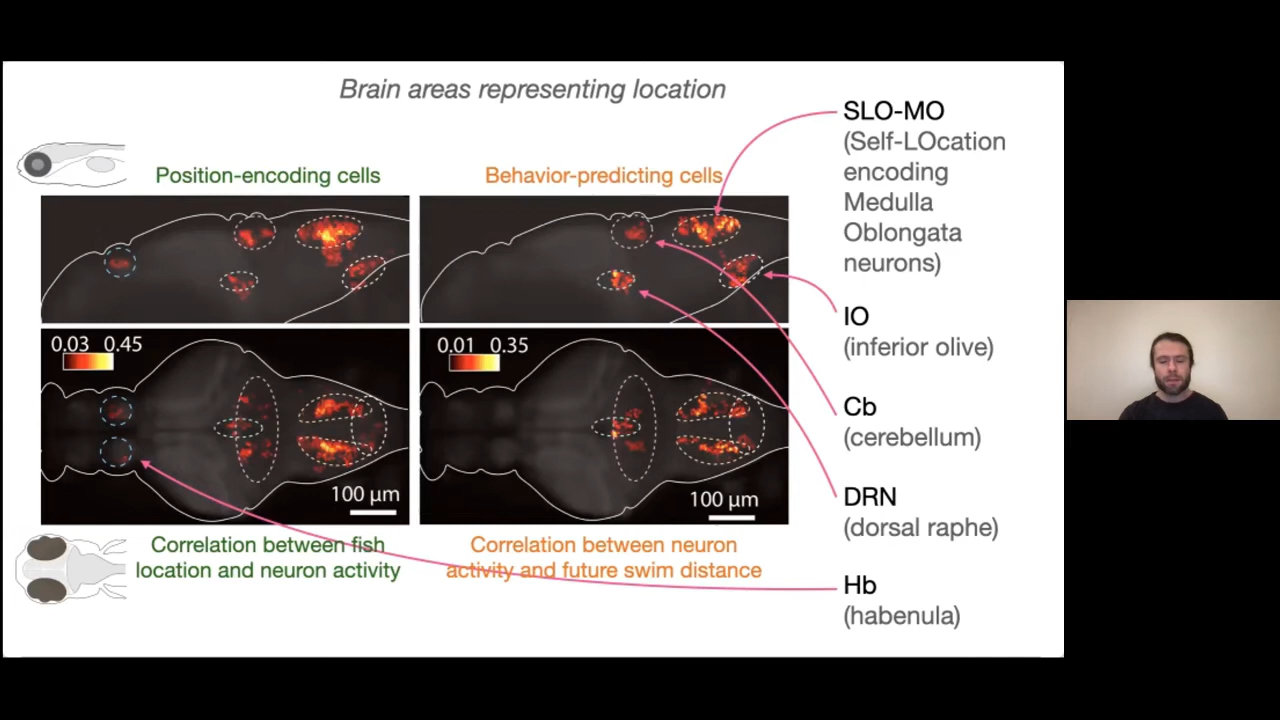 Brain areas representing location
Position-encoding cells
Behavior-predicting cells
0.03 0.45
0.01 0.35
100 µm
100 µm
Correlation between fish
location and neuron activity
Correlation between neuron
activity and future swim distance
SLO-MO
(Self-LOcation
encoding
Medulla
Oblongata
neurons)
IO
(inferior olive)
Cb
(cerebellum)
DRN
(dorsal raphe)
Hb
(habenula)